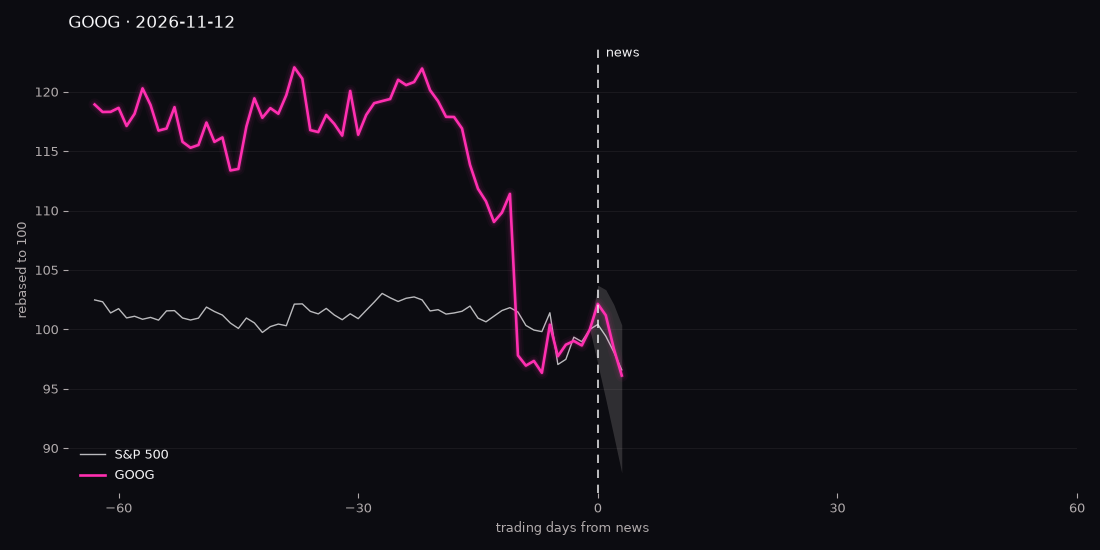 GOOG · 2026-11-12
news
120
115
110
105
100
95
90
rebased to 100
S&P 500
GOOG
−60
−30
0
30
60
trading days from news